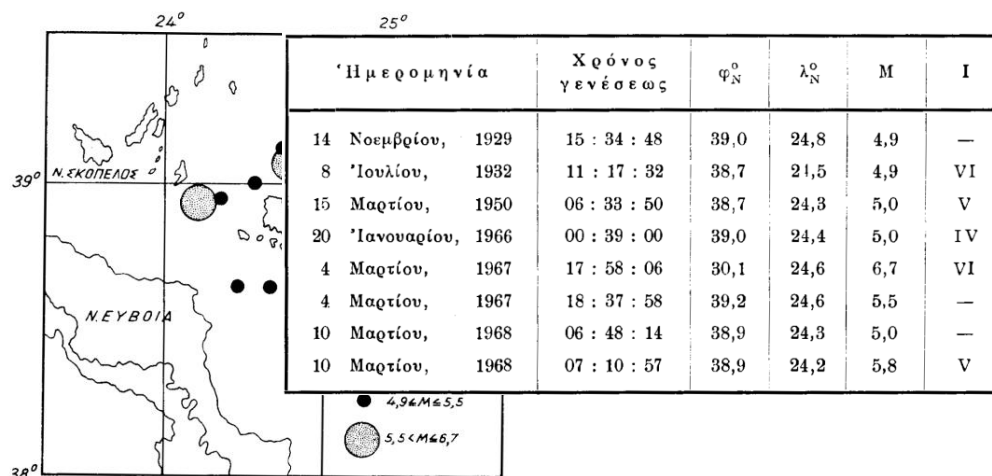 24° 25°
Ἡμερομηνία Χρόνος γενέσεως φ°N λ°N M I
14 Νοεμβρίου, 1929 15 : 34 : 48 39,0 24,8 4,9 —
8 Ἰουλίου, 1932 11 : 17 : 32 38,7 24,5 4,9 VI
15 Μαρτίου, 1950 06 : 33 : 50 38,7 24,3 5,0 V
20 Ἰανουαρίου, 1966 00 : 39 : 00 39,0 24,4 5,0 IV
4 Μαρτίου, 1967 17 : 58 : 06 30,1 24,6 6,7 VI
4 Μαρτίου, 1967 18 : 37 : 58 39,2 24,6 5,5 —
10 Μαρτίου, 1968 06 : 48 : 14 38,9 24,3 5,0 —
10 Μαρτίου, 1968 07 : 10 : 57 38,9 24,2 5,8 V
Ν. ΣΚΟΠΕΛΟΣ
39°
Ν. ΕΥΒΟΙΑ
4,9≤M≤5,5
5,5<M≤6,7
38°